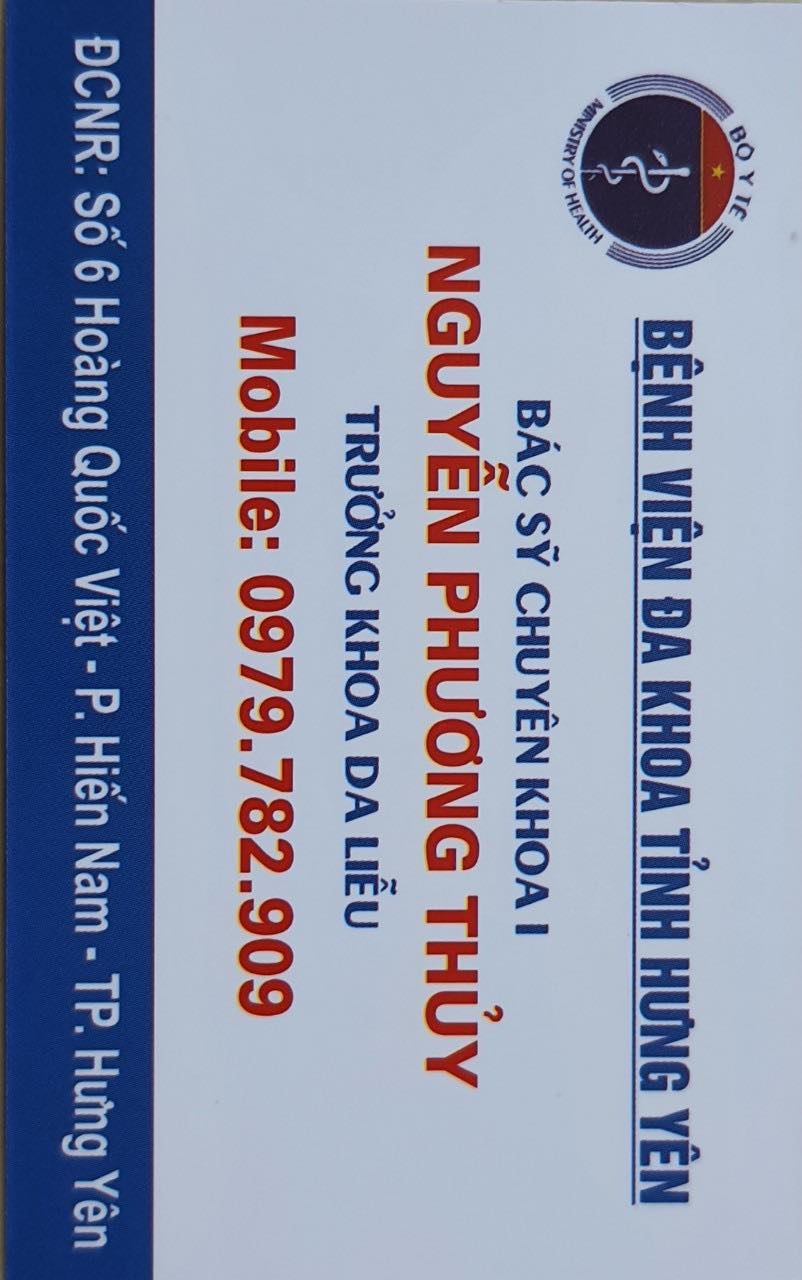 BỘ Y TẾ
MINISTRY OF HEALTH
BỆNH VIỆN ĐA KHOA TỈNH HƯNG YÊN
BÁC SỸ CHUYÊN KHOA I
NGUYỄN PHƯƠNG THỦY
TRƯỞNG KHOA DA LIỄU
Mobile: 0979.782.909
ĐCNR: Số 6 Hoàng Quốc Việt - P. Hiến Nam - TP. Hưng Yên